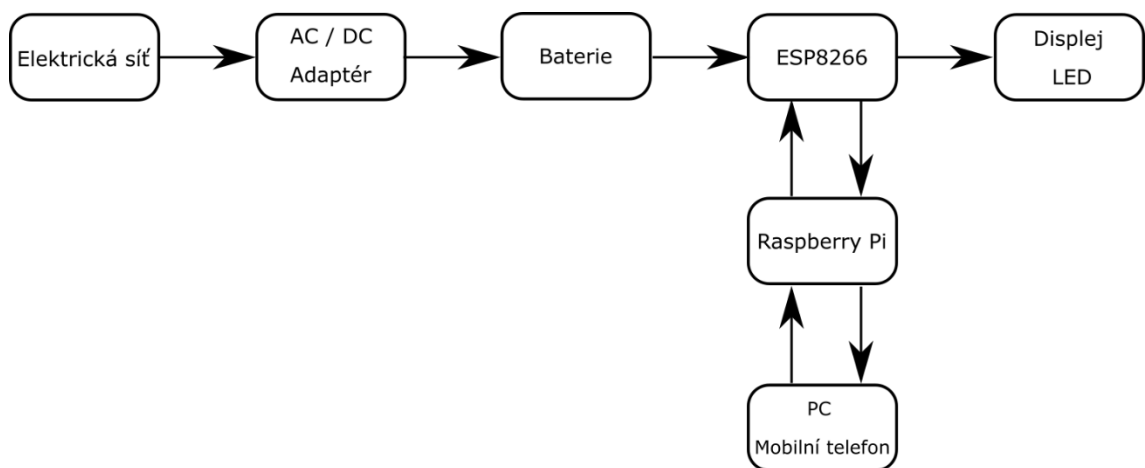 Elektrická síť
AC / DC
Adaptér
Baterie
ESP8266
Displej
LED
Raspberry Pi
PC
Mobilní telefon